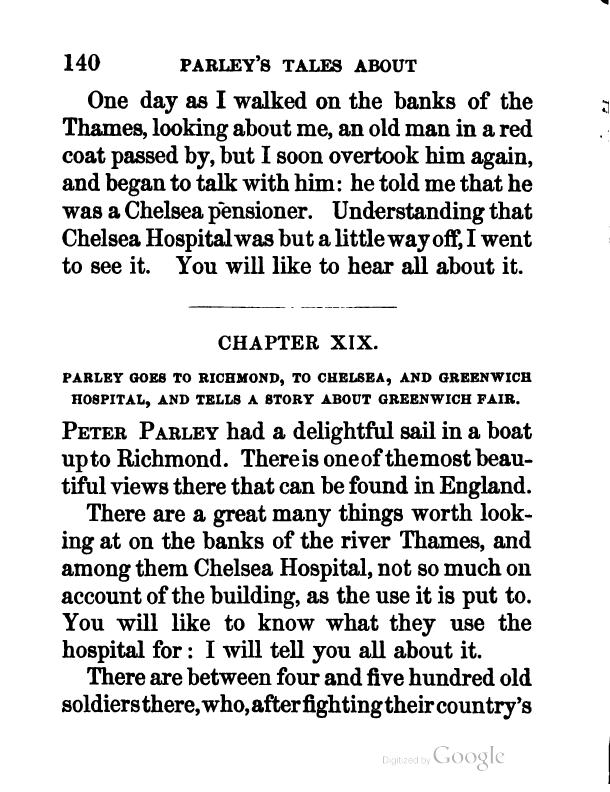 140 PARLEY'S TALES ABOUT
One day as I walked on the banks of the
Thames, looking about me, an old man in a red
coat passed by, but I soon overtook him again,
and began to talk with him: he told me that he
was a Chelsea pensioner. Understanding that
Chelsea Hospital was but a little way off, I went
to see it. You will like to hear all about it.
CHAPTER XIX.
PARLEY GOES TO RICHMOND, TO CHELSEA, AND GREENWICH
HOSPITAL, AND TELLS A STORY ABOUT GREENWICH FAIR.
PETER PARLEY had a delightful sail in a boat
up to Richmond. There is one of the most beau-
tiful views there that can be found in England.
There are a great many things worth look-
ing at on the banks of the river Thames, and
among them Chelsea Hospital, not so much on
account of the building, as the use it is put to.
You will like to know what they use the
hospital for: I will tell you all about it.
There are between four and five hundred old
soldiers there, who, after fighting their country's
Digitized by Google